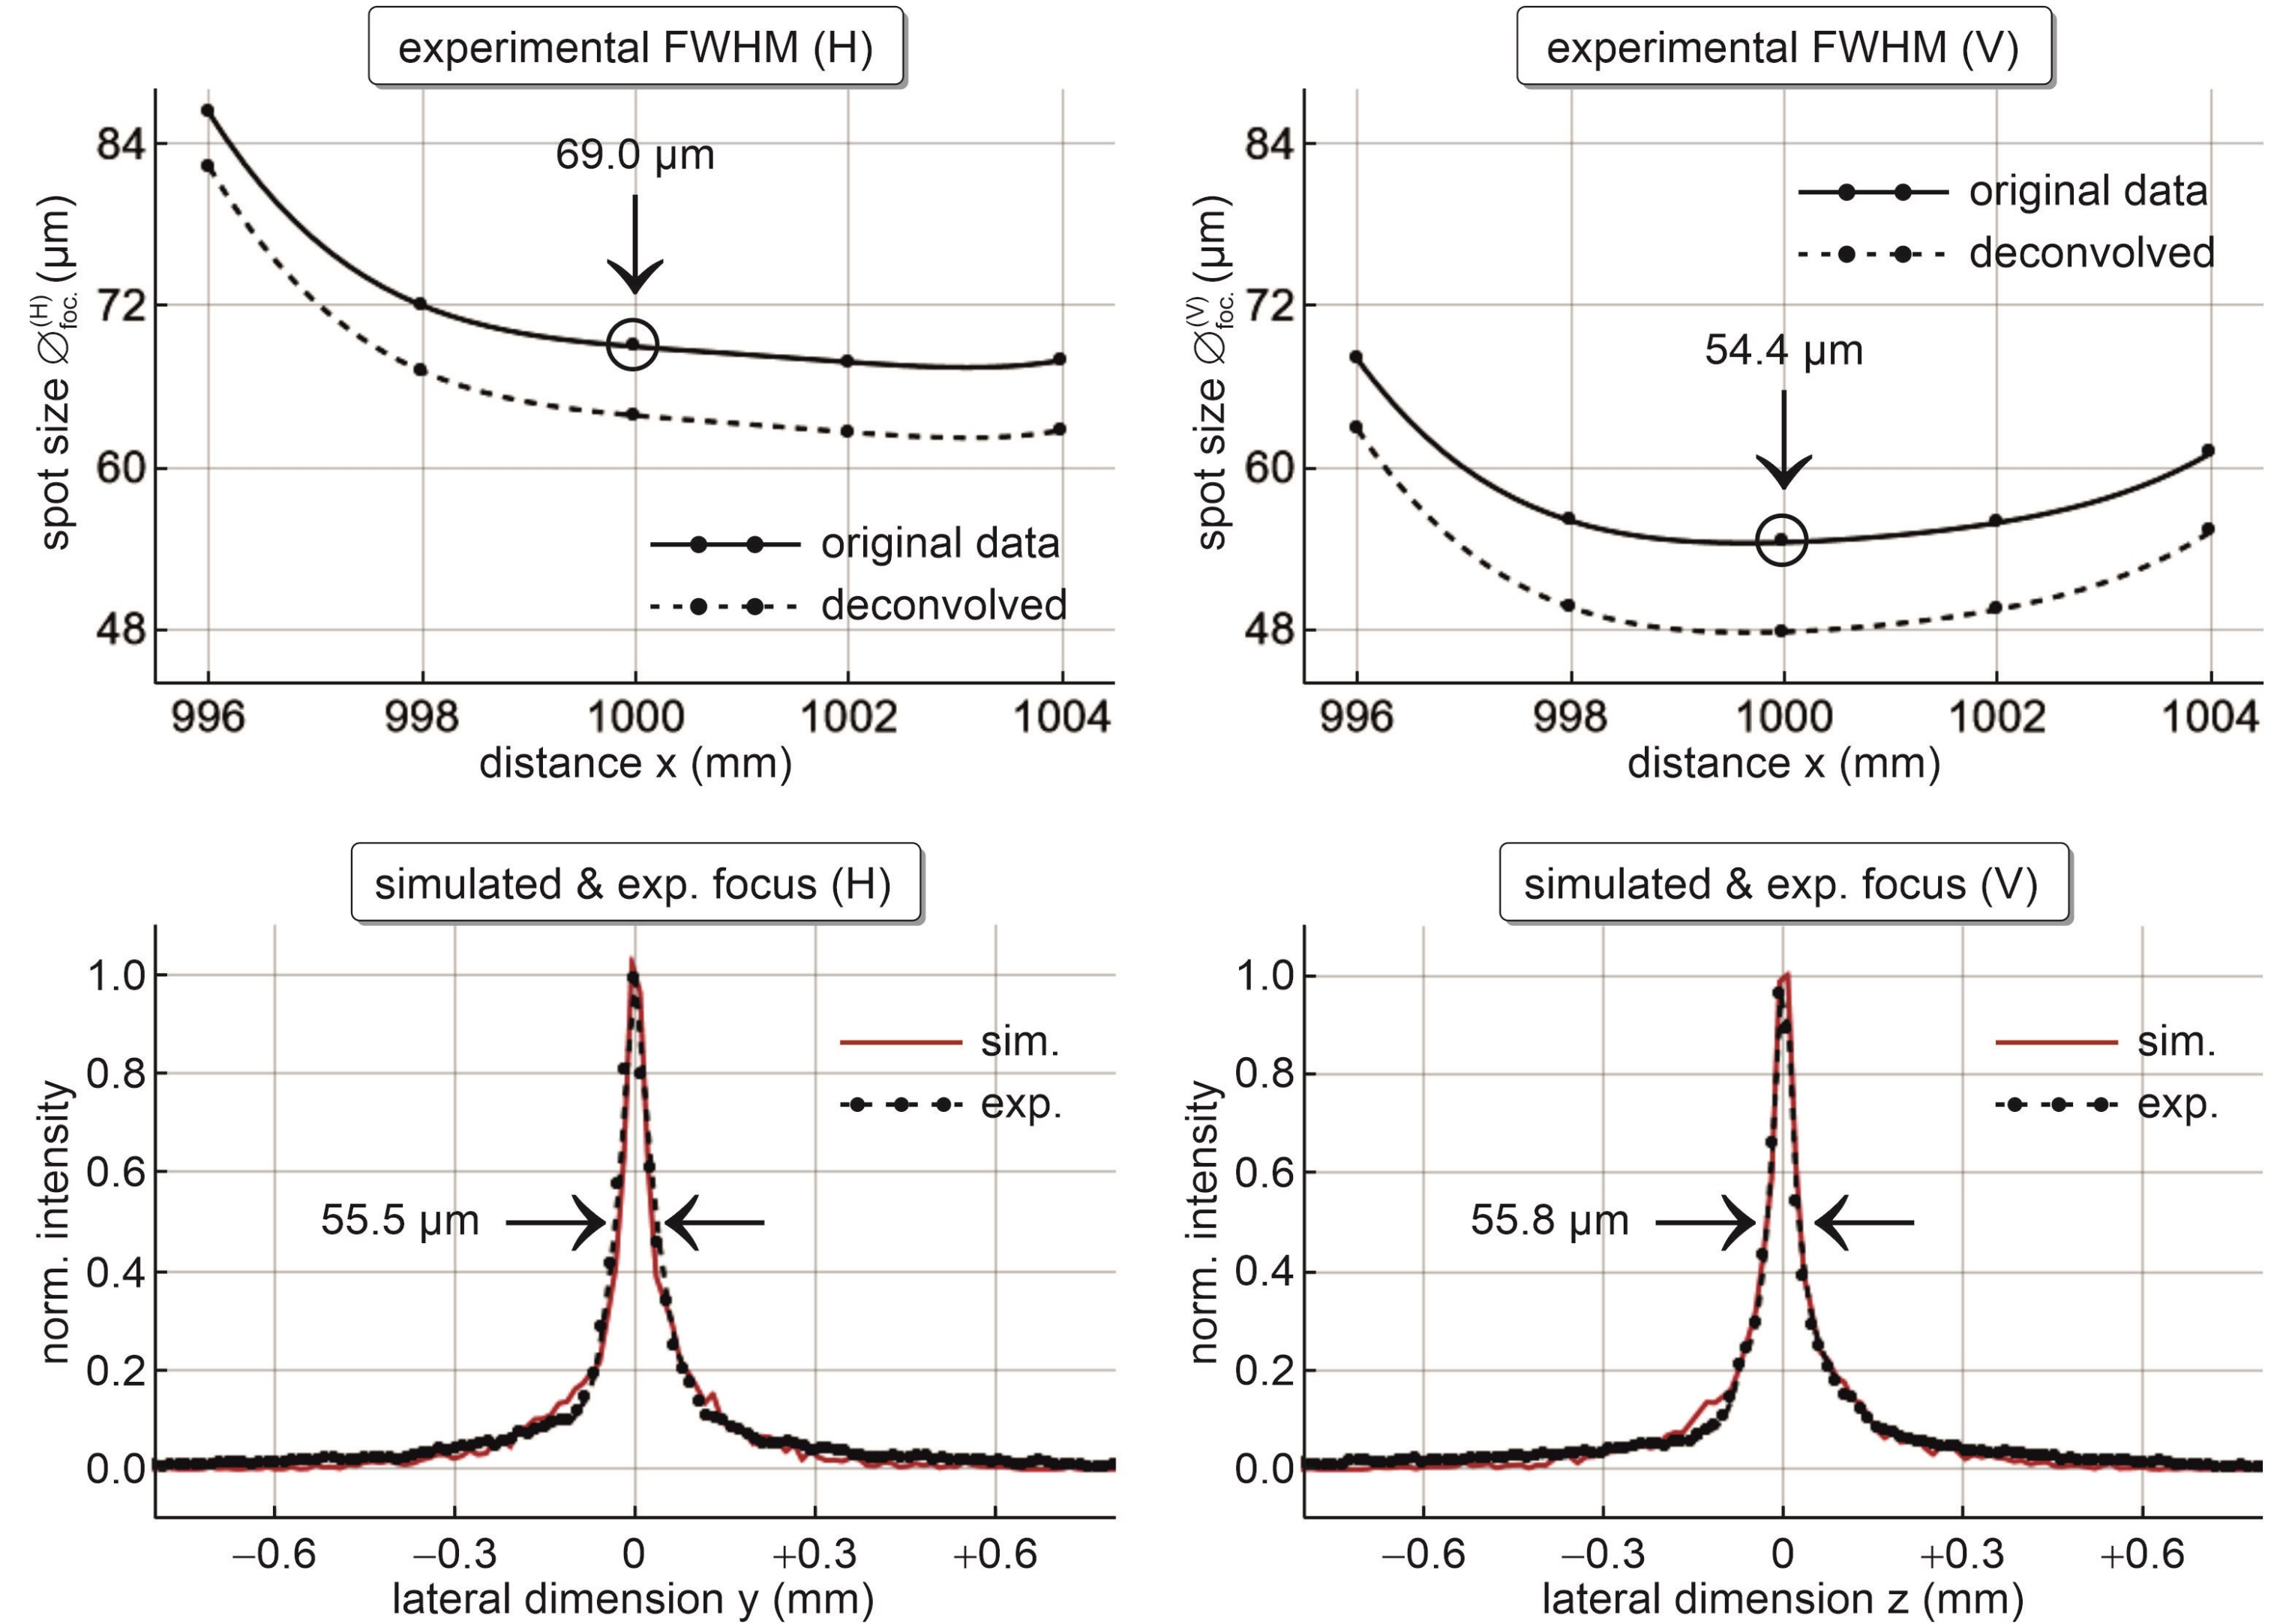 experimental FWHM (H)
84
72
60
48
spot size ∅foc.(H) (µm)
69.0 µm
original data
deconvolved
996 998 1000 1002 1004
distance x (mm)
experimental FWHM (V)
84
72
60
48
spot size ∅foc.(V) (µm)
original data
deconvolved
54.4 µm
996 998 1000 1002 1004
distance x (mm)
simulated & exp. focus (H)
1.0
0.8
0.6
0.4
0.2
0.0
norm. intensity
sim.
exp.
55.5 µm
−0.6 −0.3 0 +0.3 +0.6
lateral dimension y (mm)
simulated & exp. focus (V)
1.0
0.8
0.6
0.4
0.2
0.0
norm. intensity
sim.
exp.
55.8 µm
−0.6 −0.3 0 +0.3 +0.6
lateral dimension z (mm)